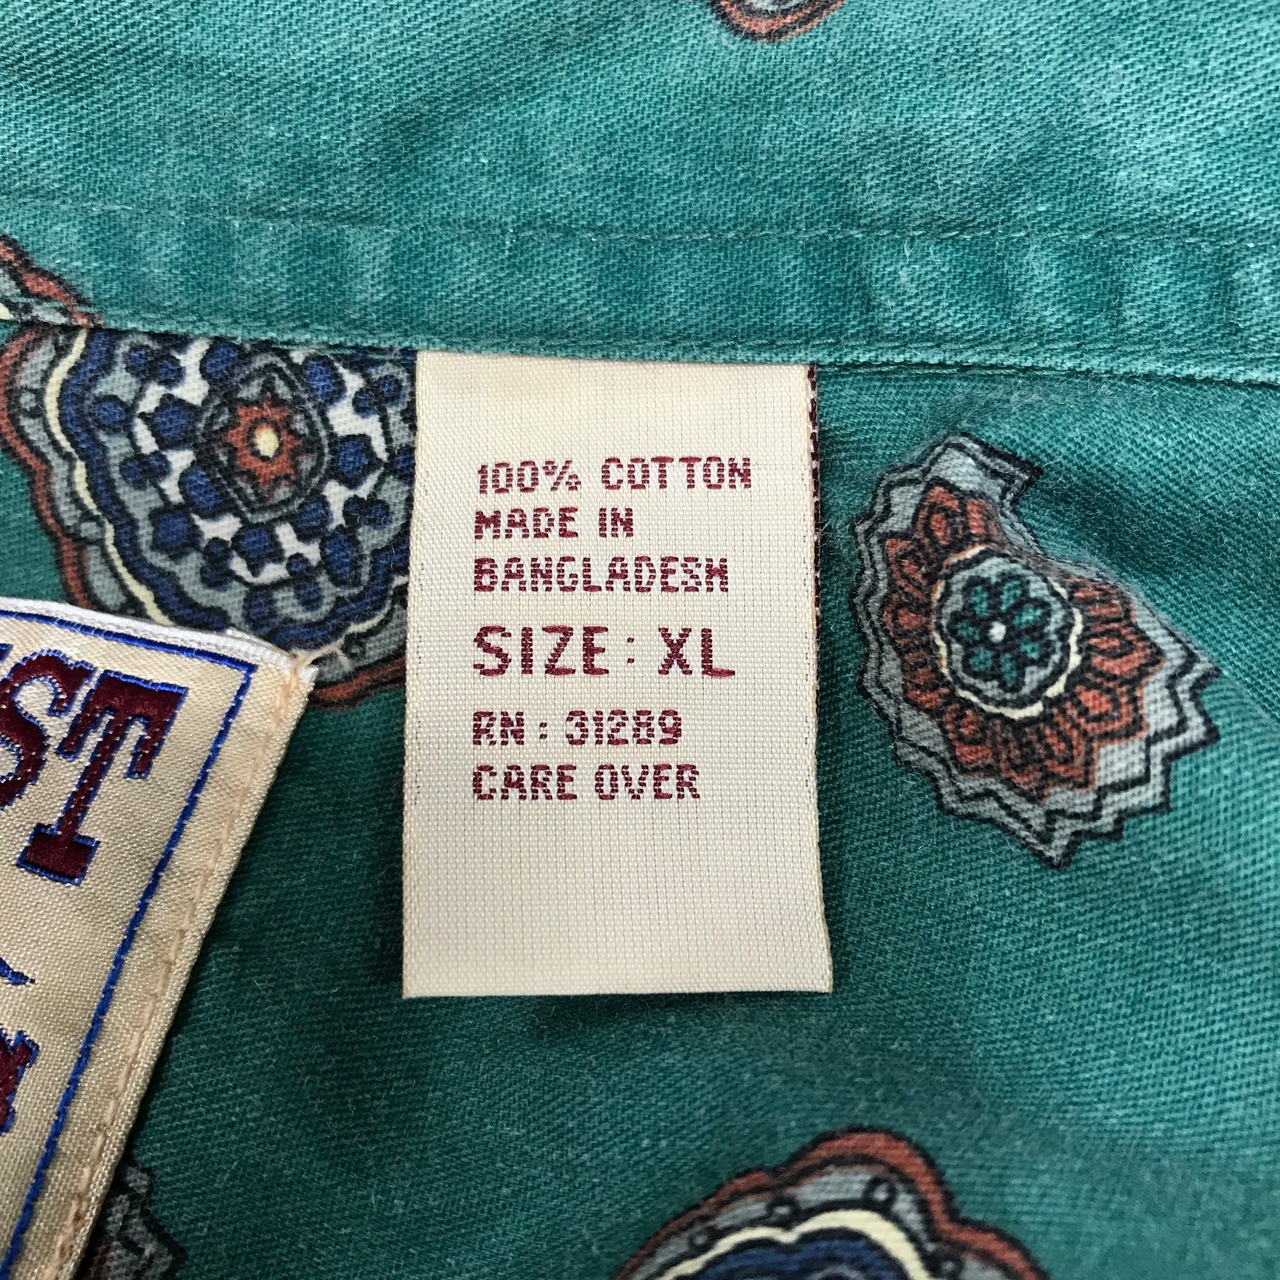 100% COTTON
MADE IN
BANGLADESH
SIZE: XL
RN: 31289
CARE OVER
ST